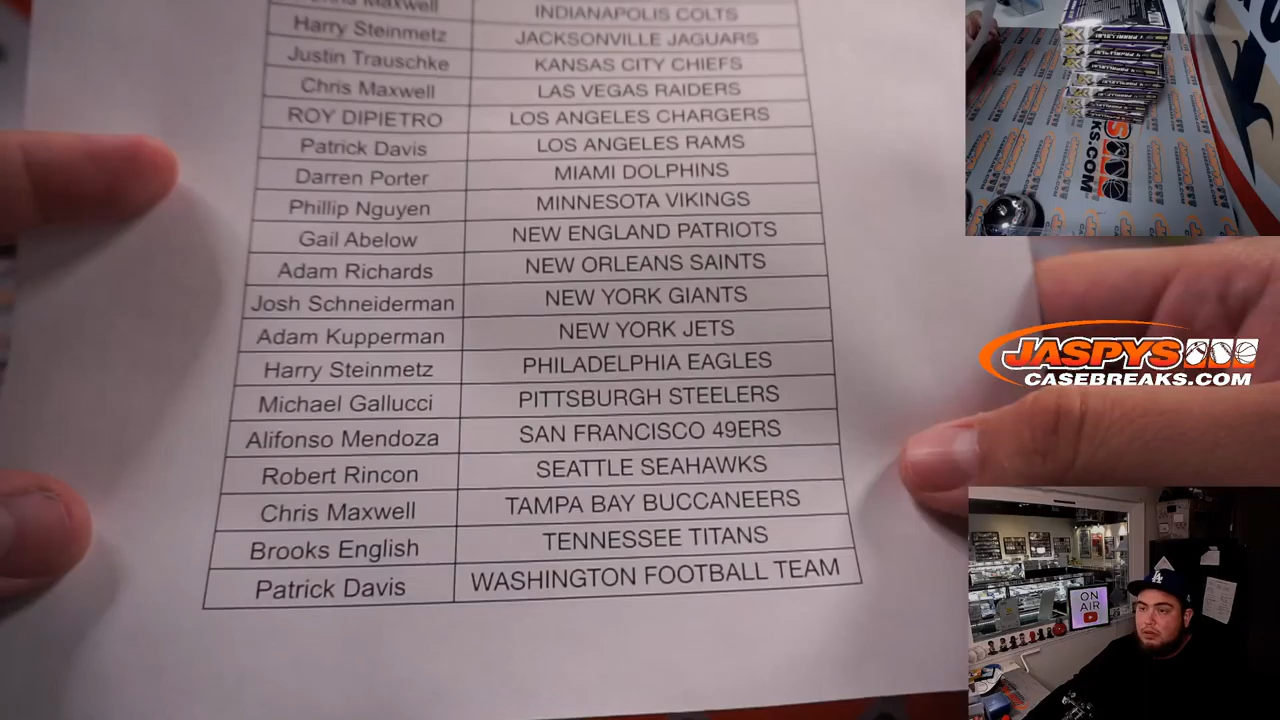 Maxwell INDIANAPOLIS COLTS
Harry Steinmetz JACKSONVILLE JAGUARS
Justin Trauschke KANSAS CITY CHIEFS
Chris Maxwell LAS VEGAS RAIDERS
ROY DIPIETRO LOS ANGELES CHARGERS
Patrick Davis LOS ANGELES RAMS
Darren Porter MIAMI DOLPHINS
Phillip Nguyen MINNESOTA VIKINGS
Gail Abelow NEW ENGLAND PATRIOTS
Adam Richards NEW ORLEANS SAINTS
Josh Schneiderman NEW YORK GIANTS
Adam Kupperman NEW YORK JETS
Harry Steinmetz PHILADELPHIA EAGLES
Michael Gallucci PITTSBURGH STEELERS
Alifonso Mendoza SAN FRANCISCO 49ERS
Robert Rincon SEATTLE SEAHAWKS
Chris Maxwell TAMPA BAY BUCCANEERS
Brooks English TENNESSEE TITANS
Patrick Davis WASHINGTON FOOTBALL TEAM
JASPYS
CASEBREAKS.COM
ON
AIR
LA